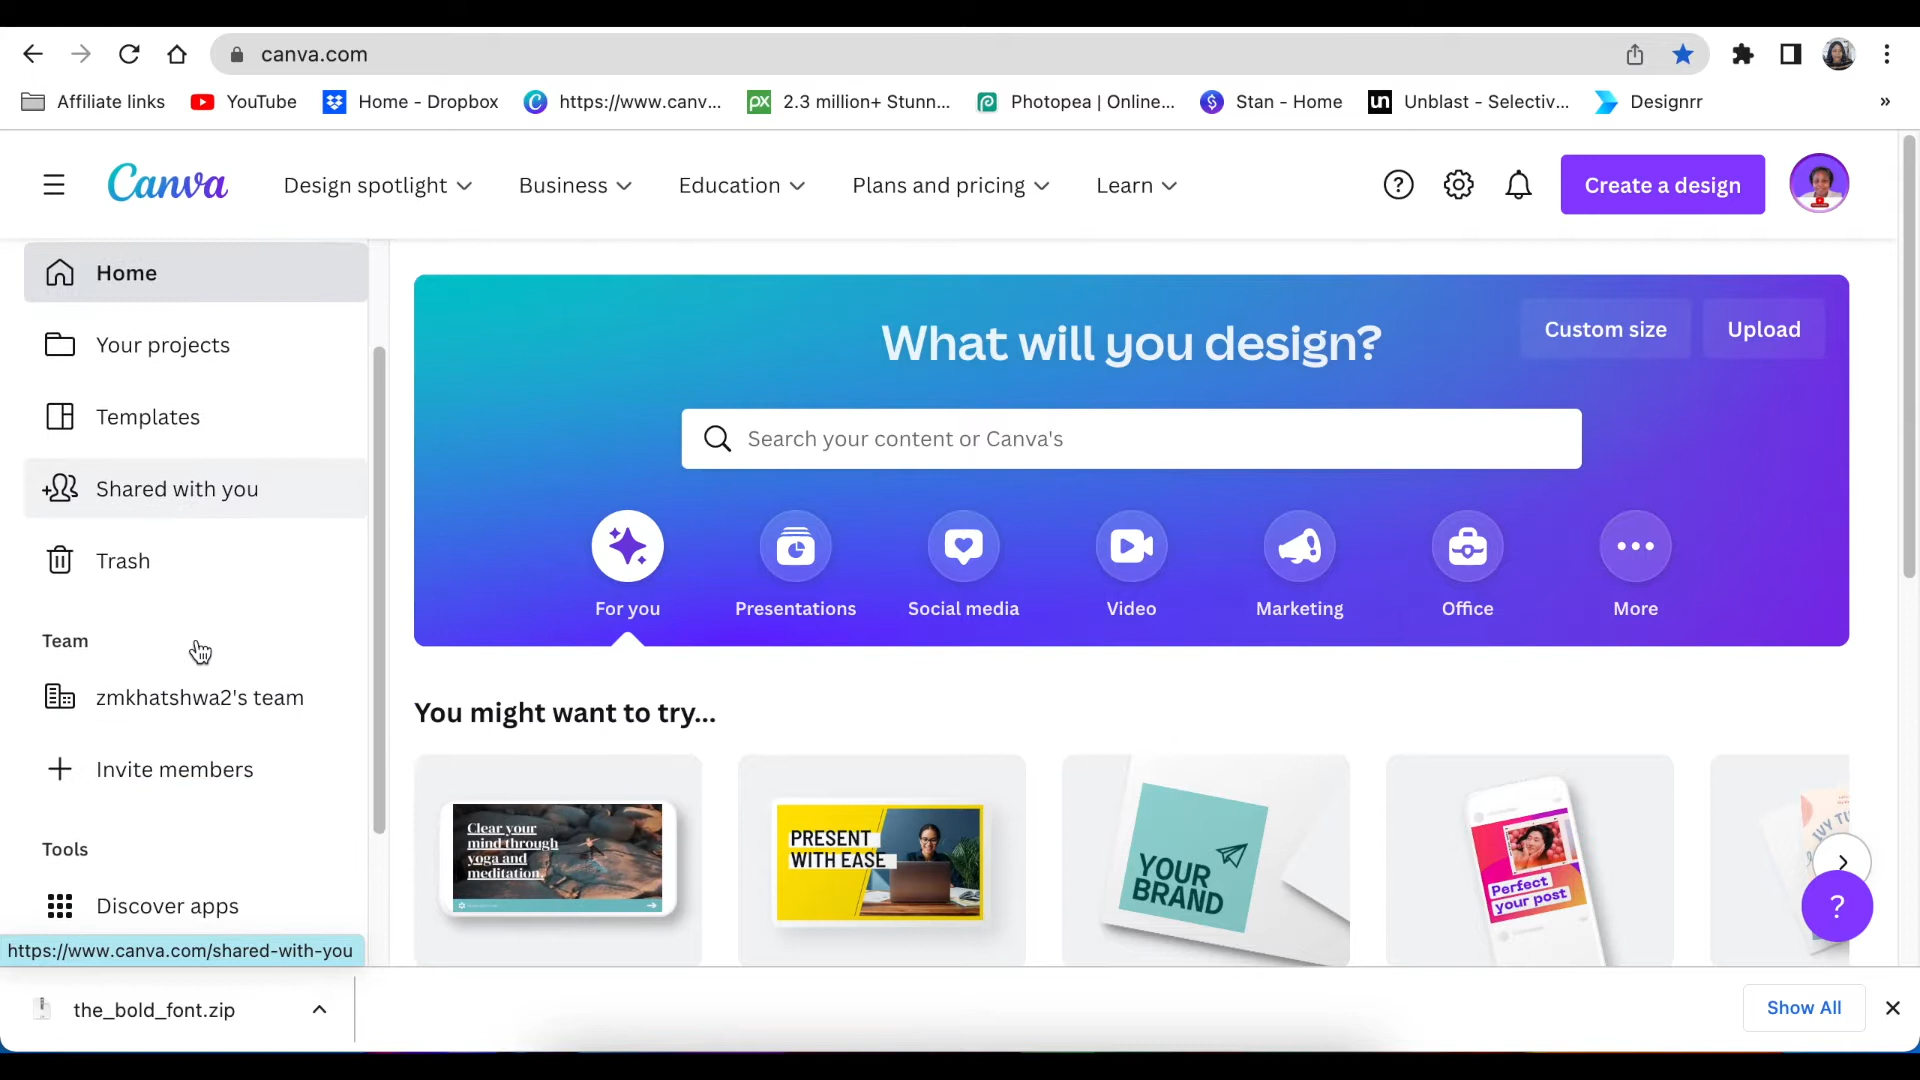 canva.com
Affiliate links YouTube Home - Dropbox https://www.canv... 2.3 million+ Stunn... Photopea | Online... Stan - Home Unblast - Selectiv... Designrr »
Canva Design spotlight Business Education Plans and pricing Learn Create a design
Home
Your projects
Templates
Shared with you
Trash
Team
zmkhatshwa2's team
Invite members
Tools
Discover apps
https://www.canva.com/shared-with-you
What will you design?
Custom size Upload
Search your content or Canva's
For you Presentations Social media Video Marketing Office More
You might want to try...
Clear your
mind through
yoga and
meditation.
PRESENT
WITH EASE
YOUR
BRAND
Perfect
your post
?
the_bold_font.zip
Show All